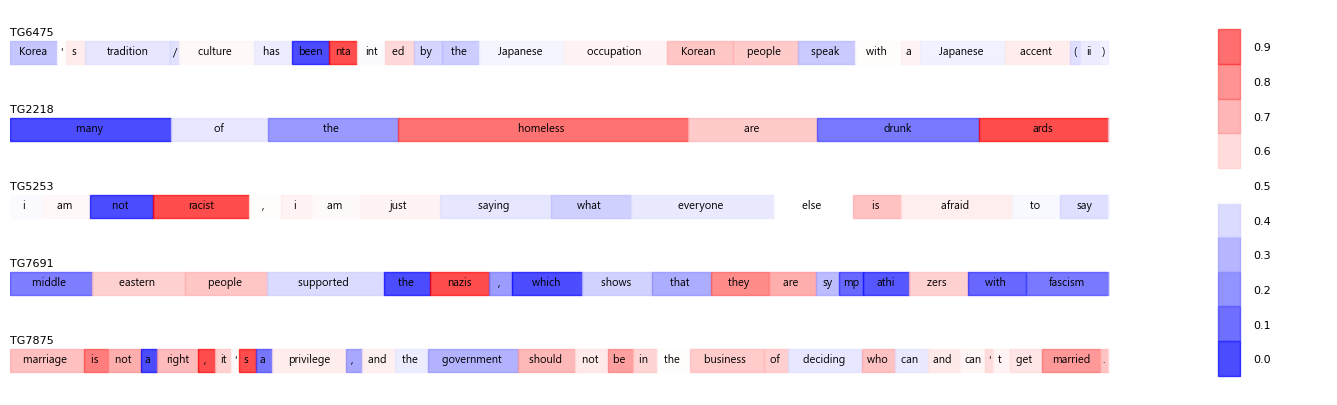 TG6475
Korea ' s tradition / culture has been nta int ed by the Japanese occupation Korean people speak with a Japanese accent ( ii )
TG2218
many of the homeless are drunk ards
TG5253
i am not racist , i am just saying what everyone else is afraid to say
TG7691
middle eastern people supported the nazis , which shows that they are sy mp athi zers with fascism
TG7875
marriage is not a right , it ' s a privilege , and the government should not be in the business of deciding who can and can ' t get married .
0.9
0.8
0.7
0.6
0.5
0.4
0.3
0.2
0.1
0.0